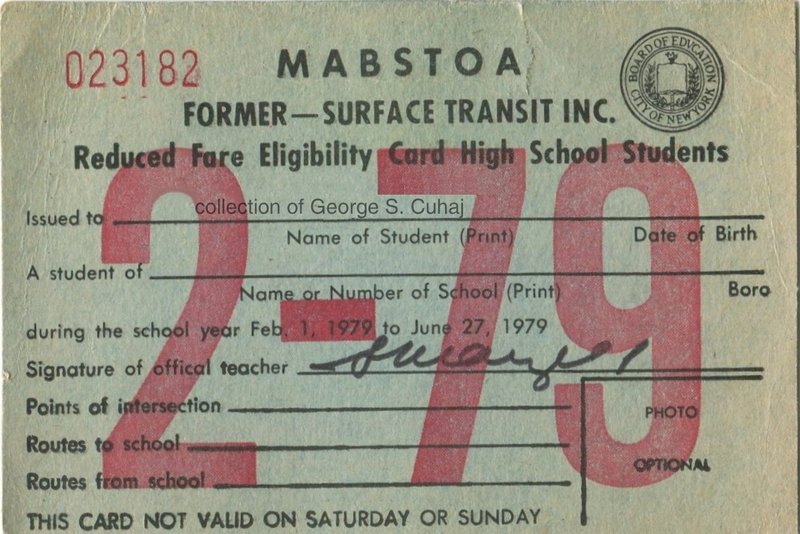 023182
MABSTOA
BOARD OF EDVCATION
CITY OF NEW YORK
FORMER—SURFACE TRANSIT INC.
Reduced Fare Eligibility Card High School Students
2-79
collection of George S. Cuhaj
Issued to
Name of Student (Print) Date of Birth
A student of
Name or Number of School (Print) Boro
during the school year Feb. 1, 1979 to June 27, 1979
Signature of offical teacher
Points of intersection
Routes to school
Routes from school
PHOTO
OPTIONAL
THIS CARD NOT VALID ON SATURDAY OR SUNDAY